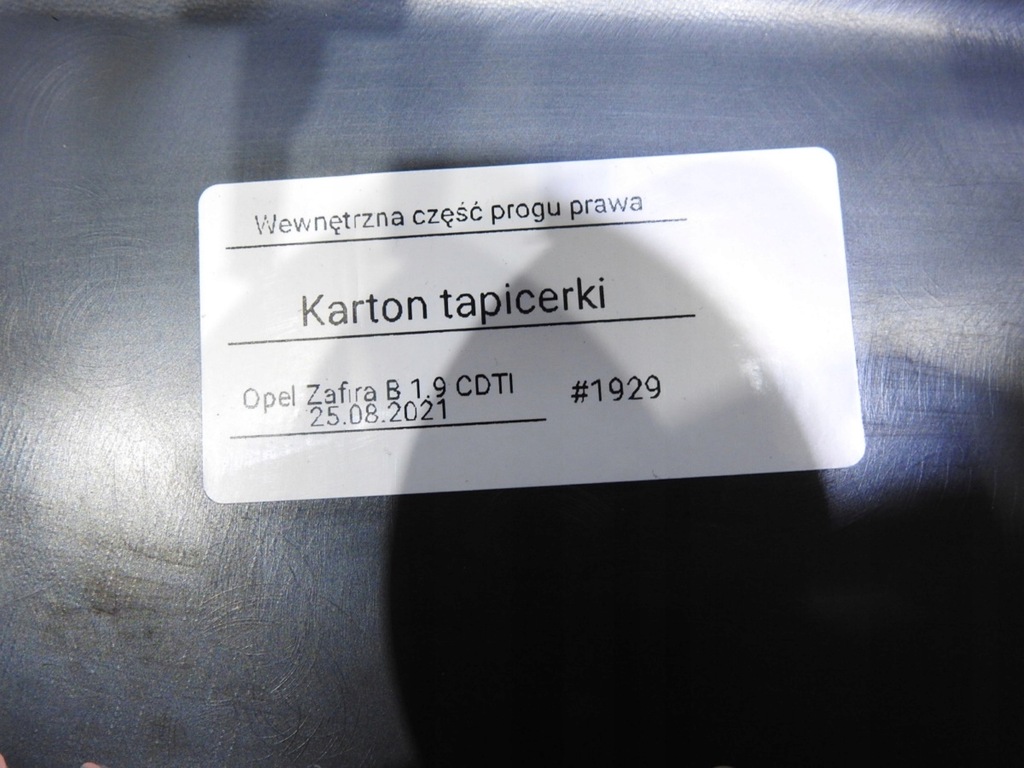 Wewnętrzna część progu prawa
Karton tapicerki
Opel Zafira B 1.9 CDTI #1929
25.08.2021